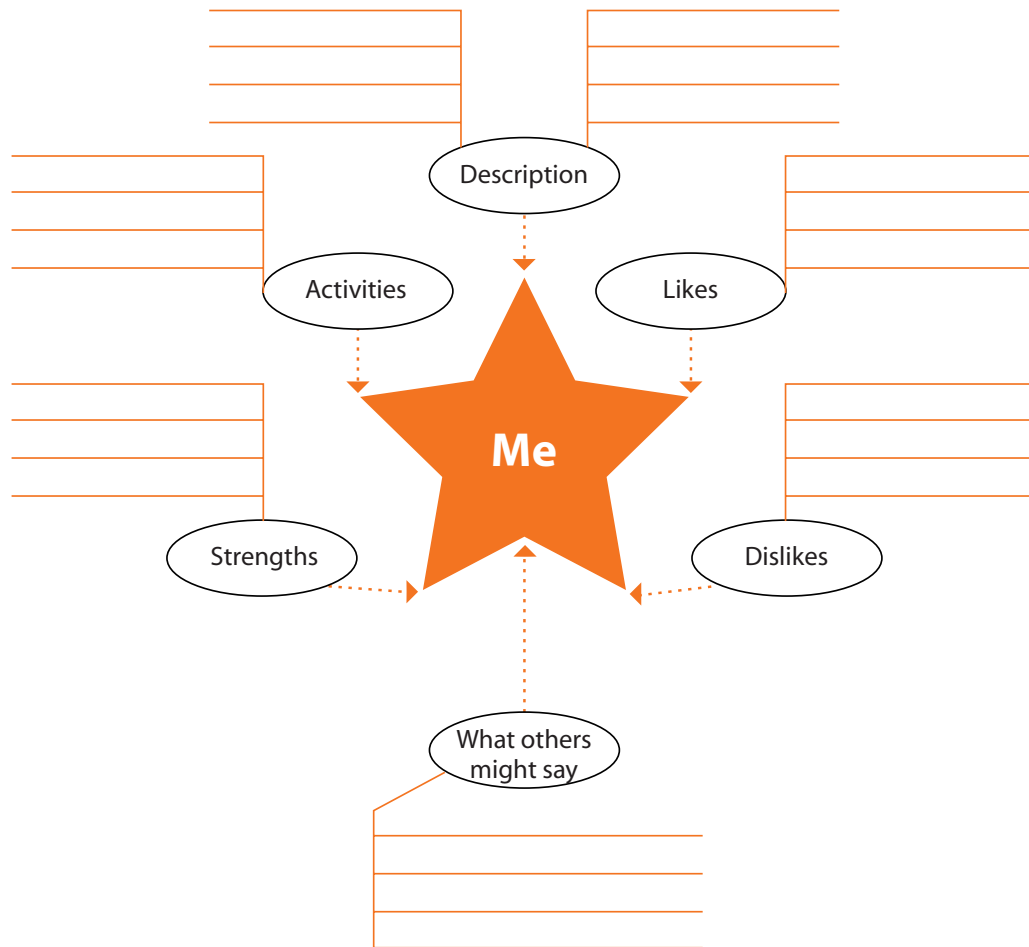 Description
Activities
Likes
Me
Strengths
Dislikes
What others
might say